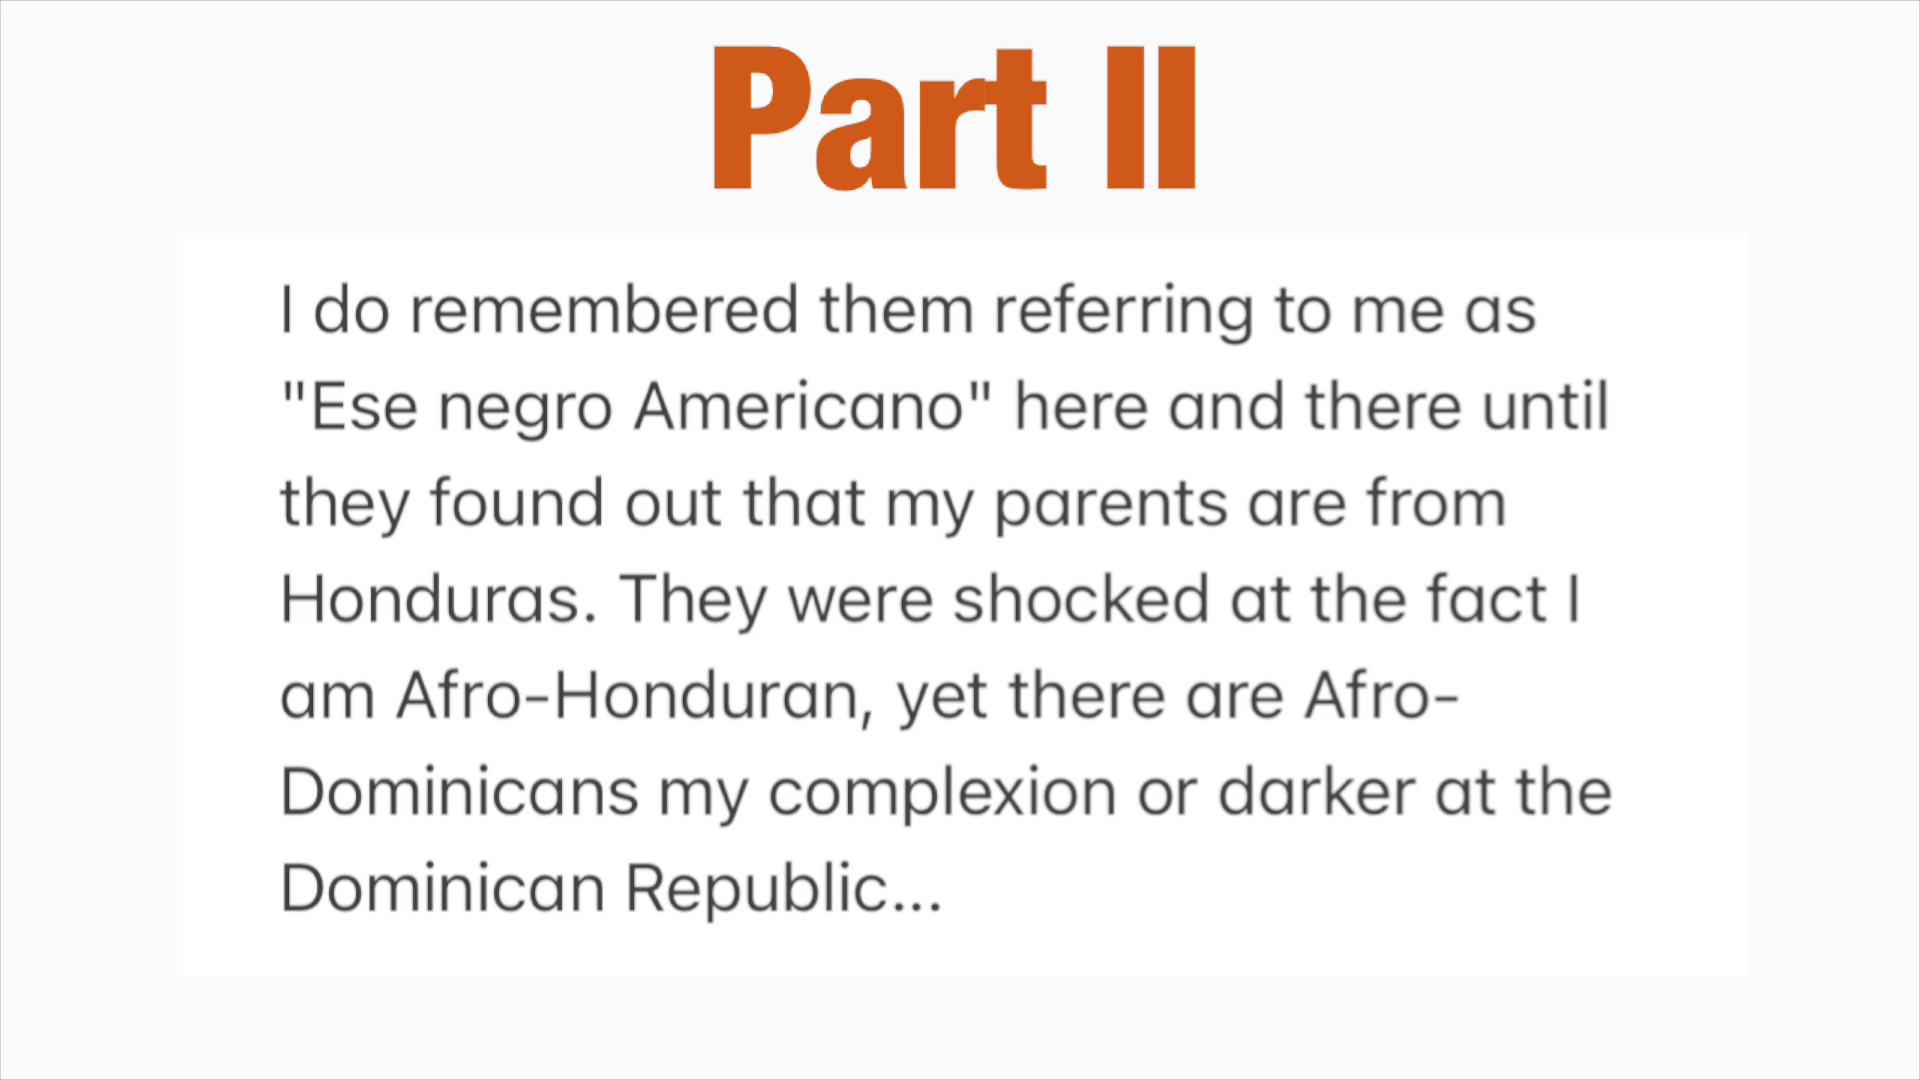 Part II
I do remembered them referring to me as
"Ese negro Americano" here and there until
they found out that my parents are from
Honduras. They were shocked at the fact I
am Afro-Honduran, yet there are Afro-
Dominicans my complexion or darker at the
Dominican Republic...